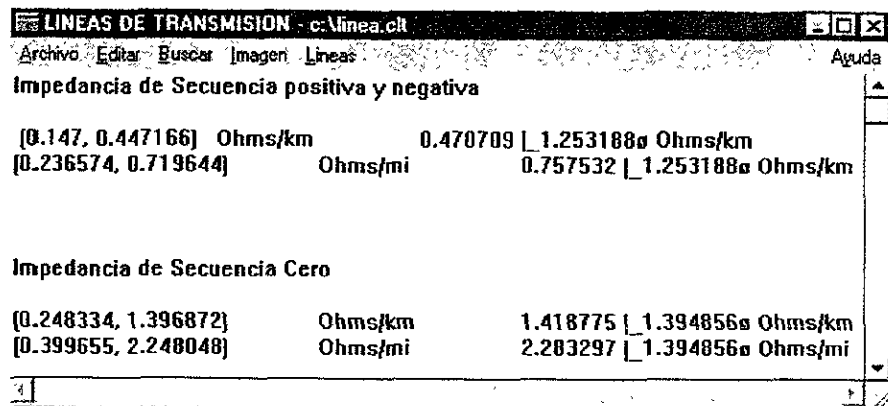 LINEAS DE TRANSMISION - c:\linea.clt
Archivo Editar Buscar Imagen Lineas Ayuda
Impedancia de Secuencia positiva y negativa
(0.147, 0.447166) Ohms/km 0.470709 |_1.253188ø Ohms/km
(0.236574, 0.719644) Ohms/mi 0.757532 |_1.253188ø Ohms/km
Impedancia de Secuencia Cero
(0.248334, 1.396872) Ohms/km 1.418775 |_1.394856ø Ohms/km
(0.399655, 2.248048) Ohms/mi 2.283297 |_1.394856ø Ohms/mi